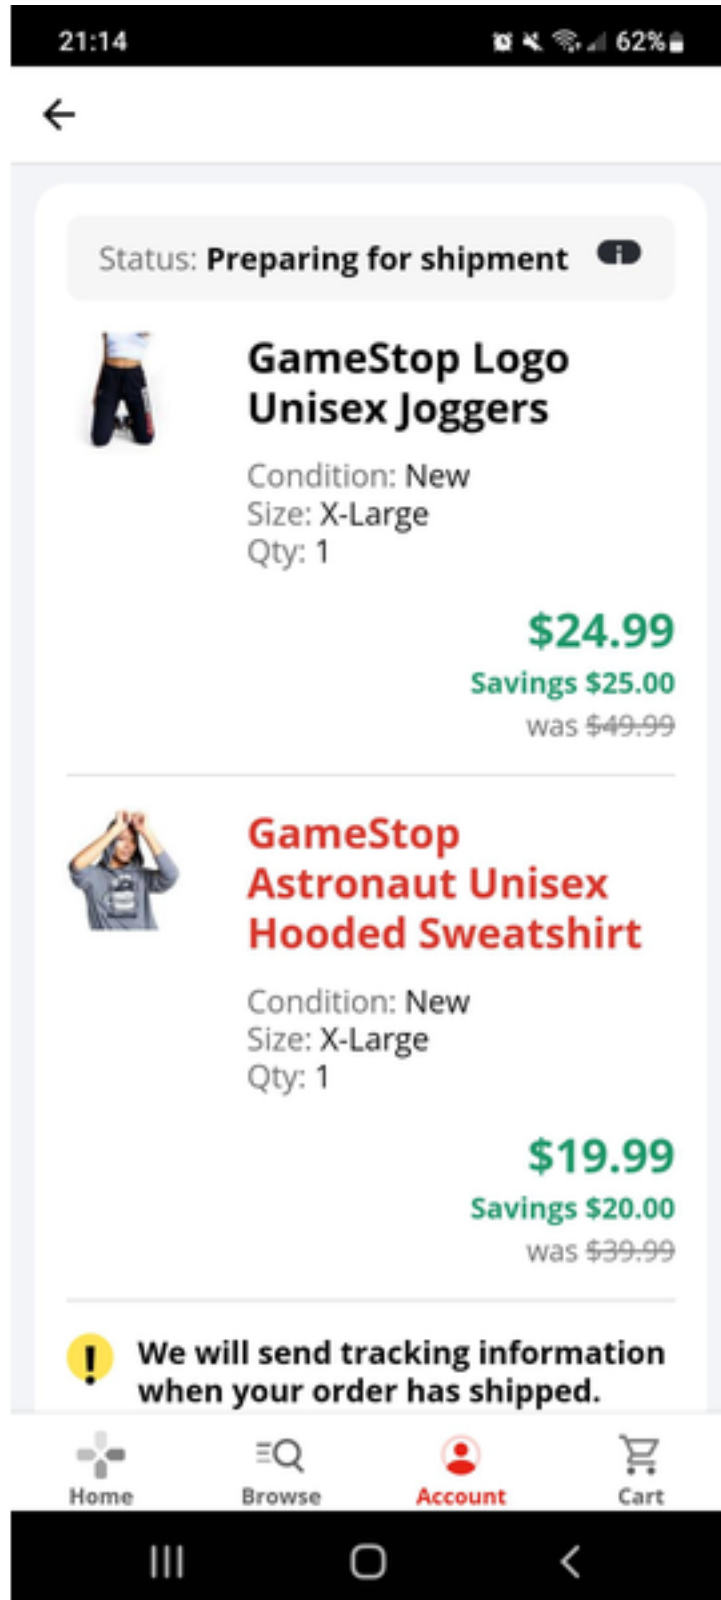 21:14 62%
Status: Preparing for shipment i
GameStop Logo
Unisex Joggers
Condition: New
Size: X-Large
Qty: 1
$24.99
Savings $25.00
was $49.99
GameStop
Astronaut Unisex
Hooded Sweatshirt
Condition: New
Size: X-Large
Qty: 1
$19.99
Savings $20.00
was $39.99
! We will send tracking information
when your order has shipped.
Home Browse Account Cart